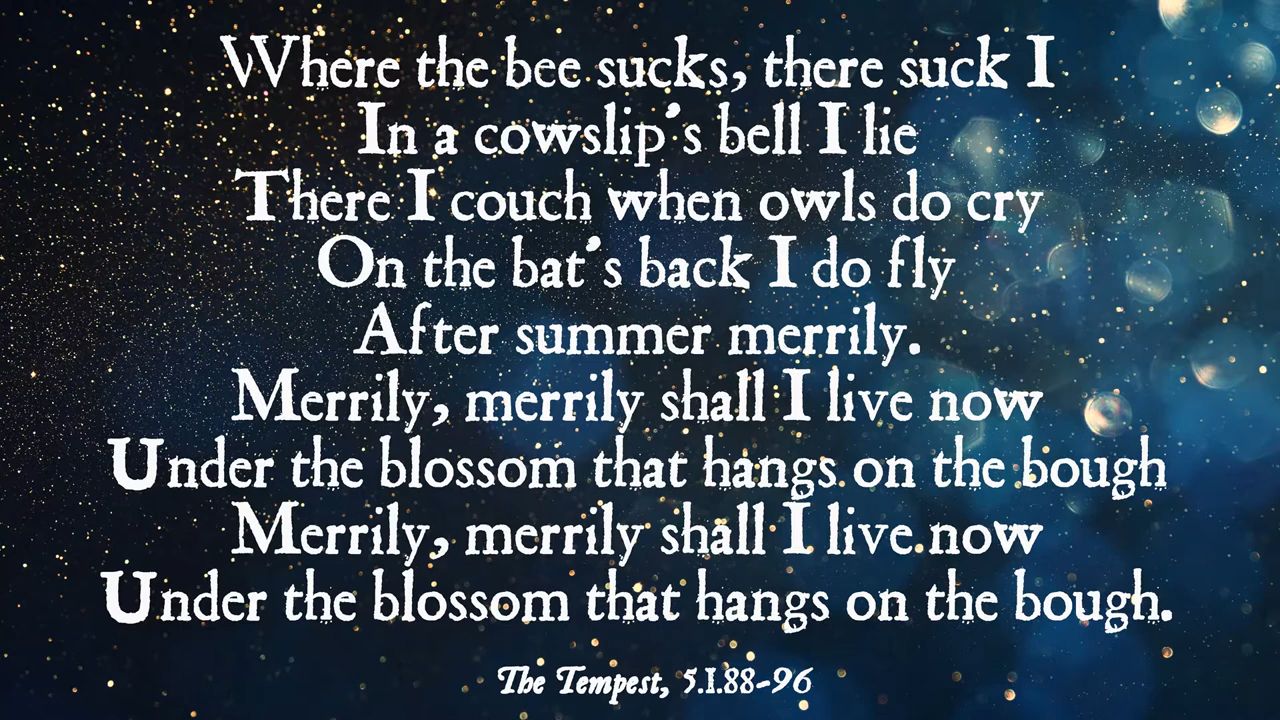 Where the bee sucks, there suck I
In a cowslip's bell I lie
There I couch when owls do cry
On the bat's back I do fly
After summer merrily.
Merrily, merrily shall I live now
Under the blossom that hangs on the bough
Merrily, merrily shall I live now
Under the blossom that hangs on the bough.
The Tempest, 5.1.88-96